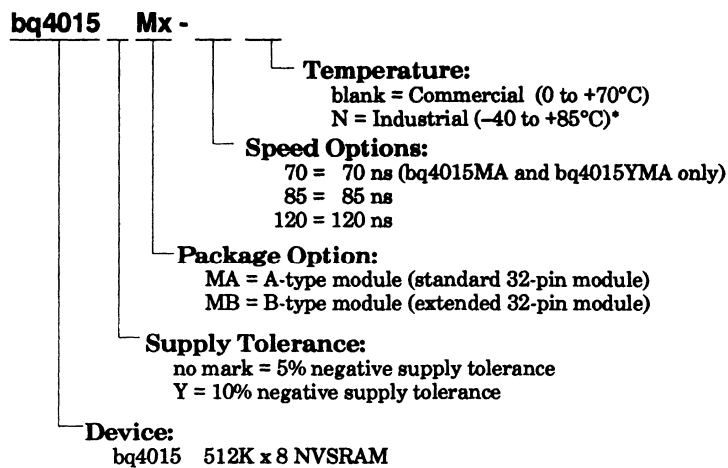 bq4015 _ Mx - __ __
Temperature:
blank = Commercial (0 to +70°C)
N = Industrial (–40 to +85°C)*
Speed Options:
70 = 70 ns (bq4015MA and bq4015YMA only)
85 = 85 ns
120 = 120 ns
Package Option:
MA = A-type module (standard 32-pin module)
MB = B-type module (extended 32-pin module)
Supply Tolerance:
no mark = 5% negative supply tolerance
Y = 10% negative supply tolerance
Device:
bq4015 512K x 8 NVSRAM